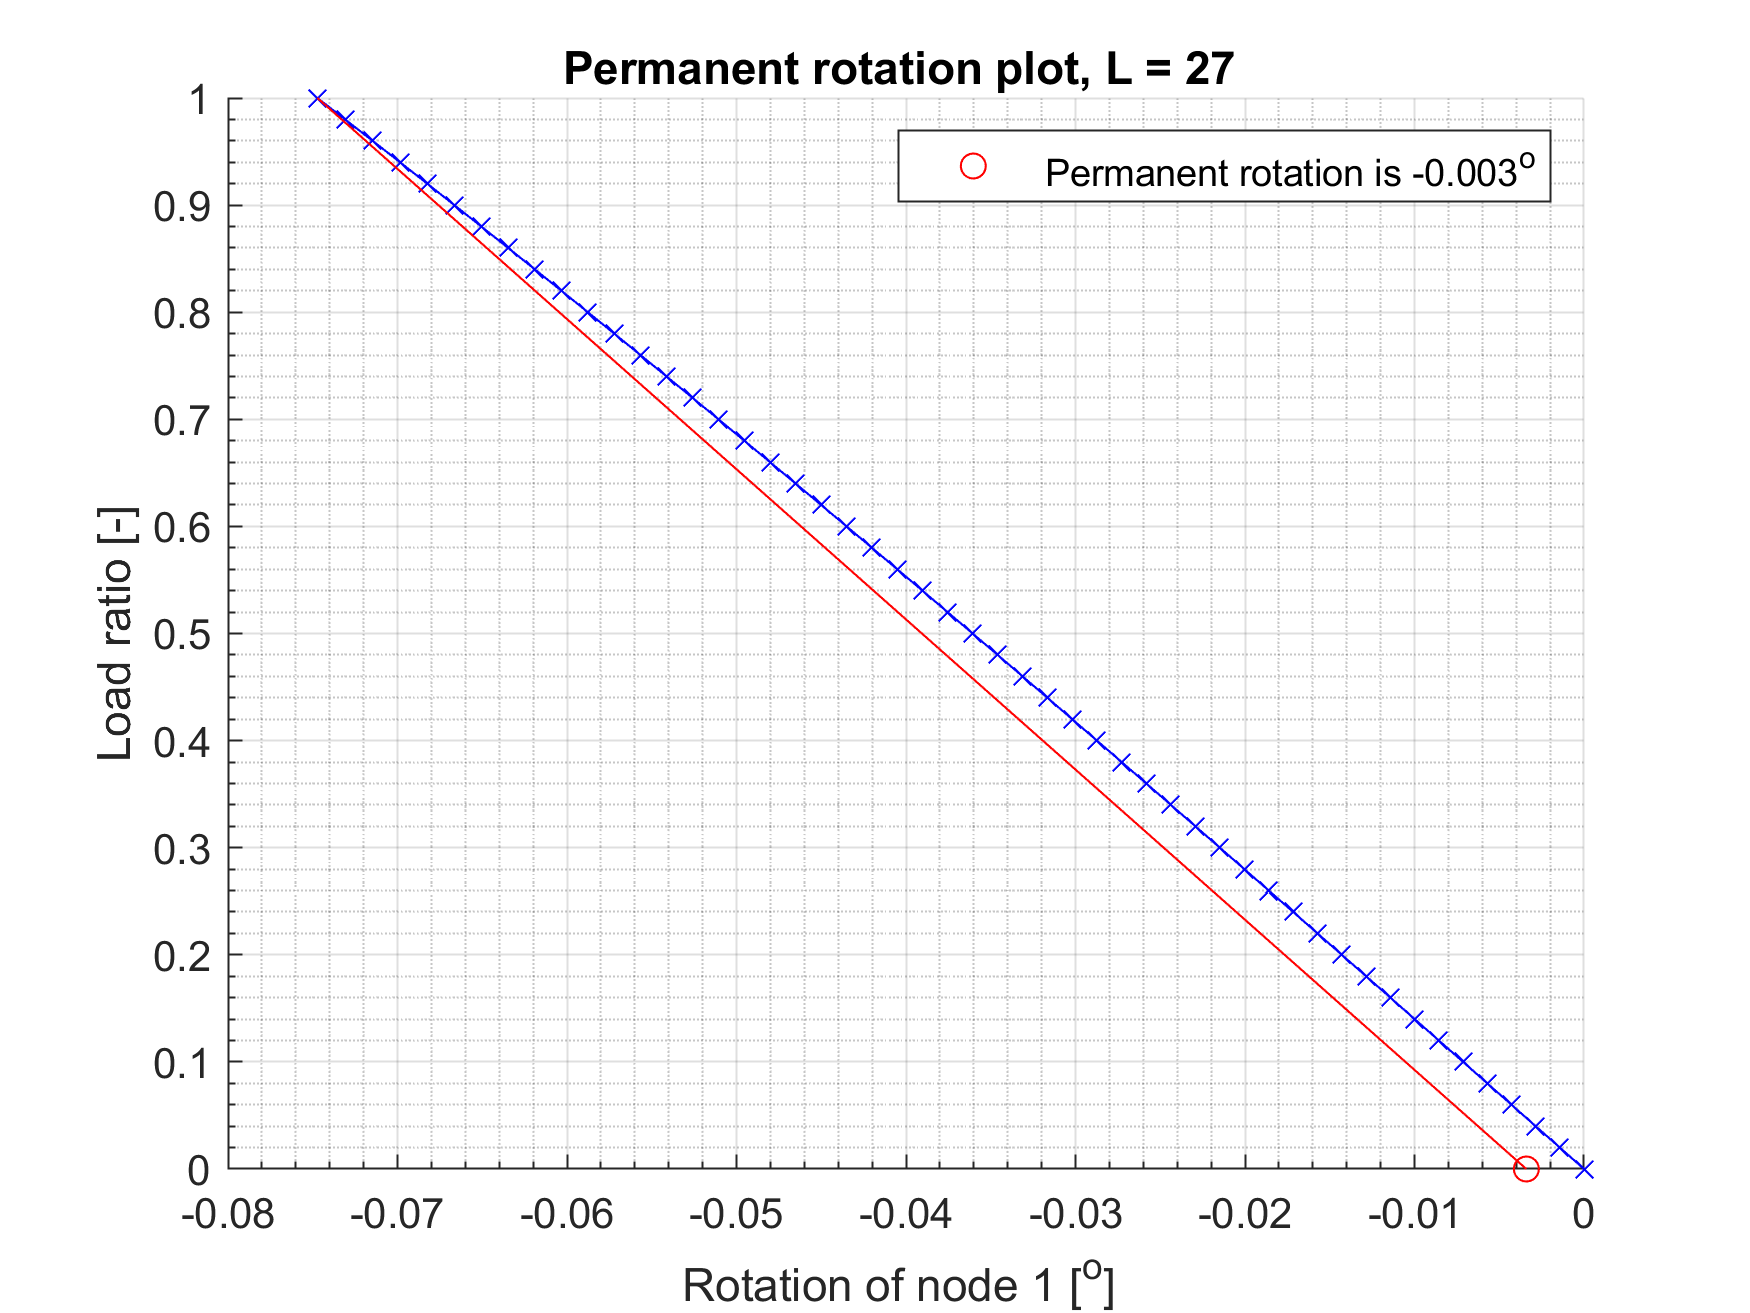 Permanent rotation plot, L = 27
Permanent rotation is -0.003°
Load ratio [-]
1
0.9
0.8
0.7
0.6
0.5
0.4
0.3
0.2
0.1
0
-0.08 -0.07 -0.06 -0.05 -0.04 -0.03 -0.02 -0.01 0
Rotation of node 1 [°]